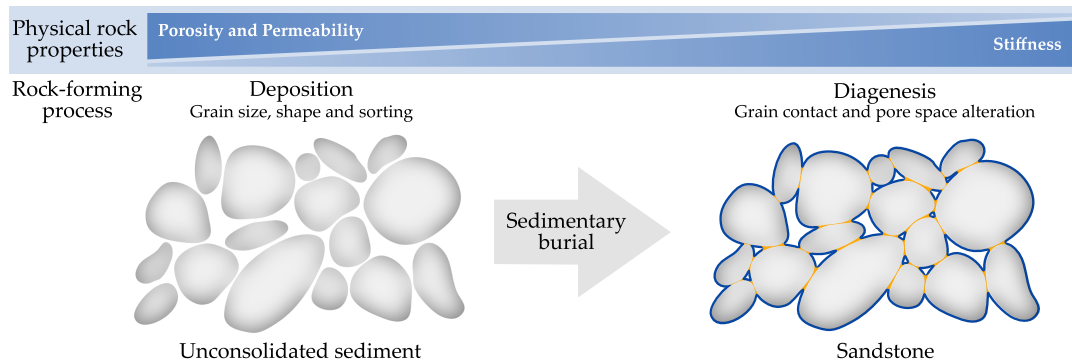 Physical rock
properties
Porosity and Permeability
Stiffness
Rock-forming
process
Deposition
Grain size, shape and sorting
Diagenesis
Grain contact and pore space alteration
Sedimentary
burial
Unconsolidated sediment
Sandstone